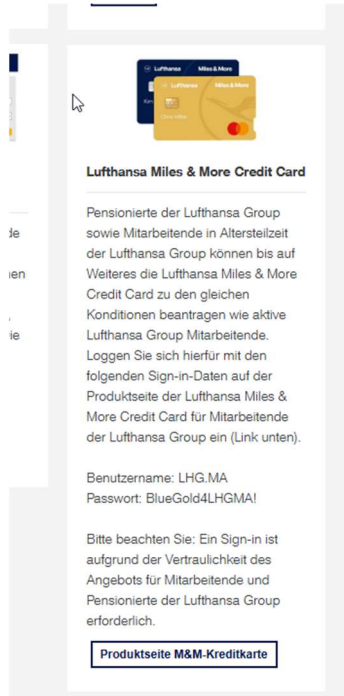 Lufthansa Miles & More
Lufthansa Miles & More
Chris Miller
Lufthansa Miles & More Credit Card
Pensionierte der Lufthansa Group
sowie Mitarbeitende in Altersteilzeit
der Lufthansa Group können bis auf
Weiteres die Lufthansa Miles & More
Credit Card zu den gleichen
Konditionen beantragen wie aktive
Lufthansa Group Mitarbeitende.
Loggen Sie sich hierfür mit den
folgenden Sign-in-Daten auf der
Produktseite der Lufthansa Miles &
More Credit Card für Mitarbeitende
der Lufthansa Group ein (Link unten).
Benutzername: LHG.MA
Passwort: BlueGold4LHGMA!
Bitte beachten Sie: Ein Sign-in ist
aufgrund der Vertraulichkeit des
Angebots für Mitarbeitende und
Pensionierte der Lufthansa Group
erforderlich.
Produktseite M&M-Kreditkarte